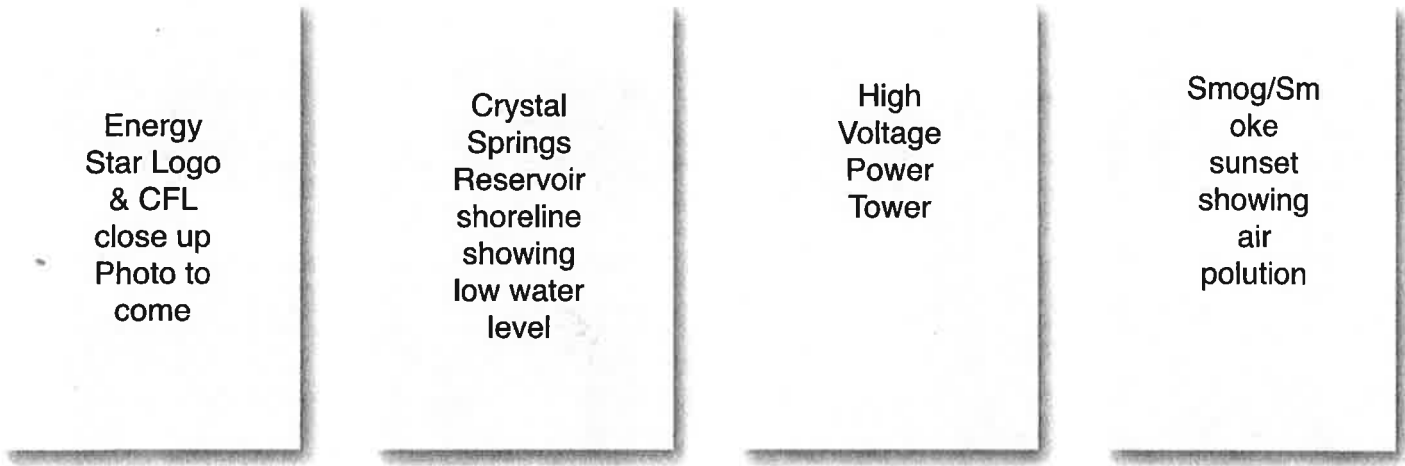 Energy
Star Logo
& CFL
close up
Photo to
come
Crystal
Springs
Reservoir
shoreline
showing
low water
level
High
Voltage
Power
Tower
Smog/Sm
oke
sunset
showing
air
polution